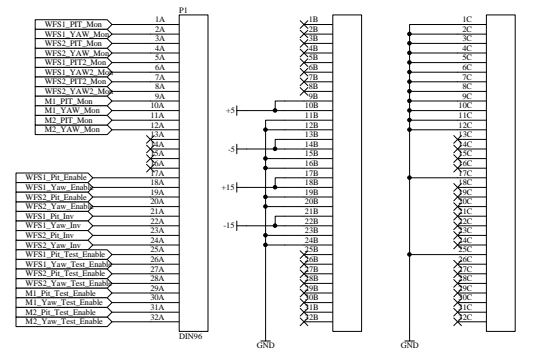 P1
WFS1_PIT_Mon 1A
WFS1_YAW_Mon 2A
WFS2_PIT_Mon 3A
WFS2_YAW_Mon 4A
WFS1_PIT2_Mon 5A
WFS1_YAW2_Mon 6A
WFS2_PIT2_Mon 7A
WFS2_YAW2_Mon 8A
M1_PIT_Mon 9A
M1_YAW_Mon 10A
M2_PIT_Mon 11A
M2_YAW_Mon 12A
13A
14A
15A
16A
17A
WFS1_Pit_Enable 18A
WFS1_Yaw_Enable 19A
WFS2_Pit_Enable 20A
WFS2_Yaw_Enable 21A
WFS1_Pit_Inv 22A
WFS1_Yaw_Inv 23A
WFS2_Pit_Inv 24A
WFS2_Yaw_Inv 25A
WFS1_Pit_Test_Enable 26A
WFS1_Yaw_Test_Enable 27A
WFS2_Pit_Test_Enable 28A
WFS2_Yaw_Test_Enable 29A
M1_Pit_Test_Enable 30A
M1_Yaw_Test_Enable 31A
M2_Pit_Test_Enable 32A
M2_Yaw_Test_Enable
DIN96
1B
2B
23B
24B
25B
26B
27B
28B
9B
+5 10B
11B
12B
13B
-5 14B
15B
16B
17B
+15 18B
19B
20B
21B
-15 22B
23B
24B
25B
26B
27B
28B
29B
30B
31B
32B
GND
1C
2C
3C
4C
5C
6C
7C
8C
9C
10C
11C
12C
13C
14C
15C
16C
17C
18C
19C
20C
21C
22C
23C
24C
25C
26C
27C
28C
29C
30C
31C
32C
GND